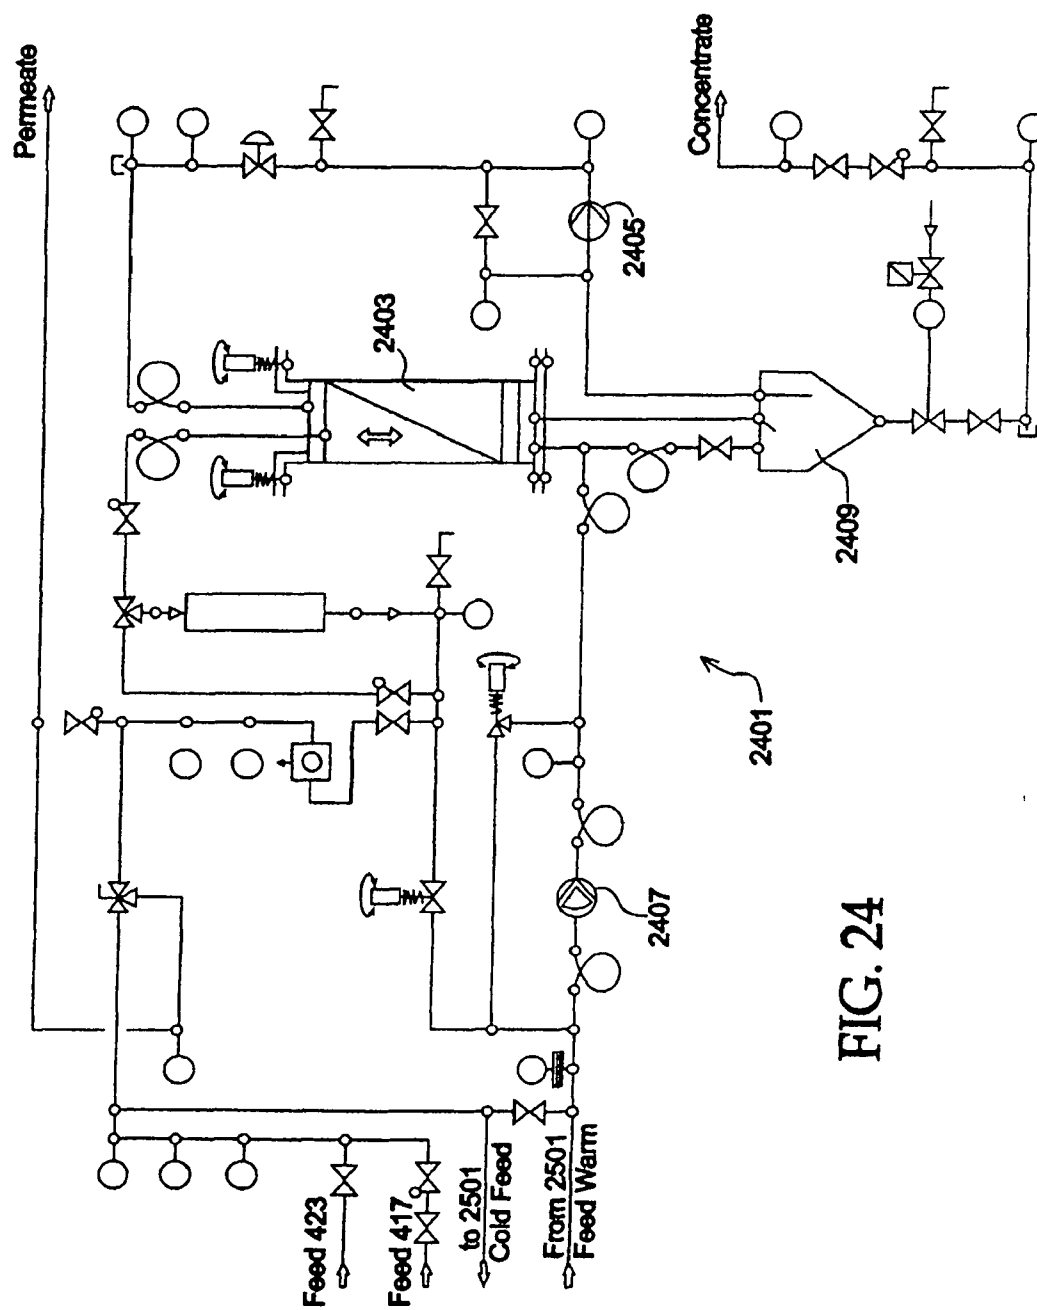 Permeate
Concentrate
2403
2405
2409
2401
2407
Feed 423
Feed 417
to 2501
Cold Feed
From 2501
Feed Warm
FIG. 24